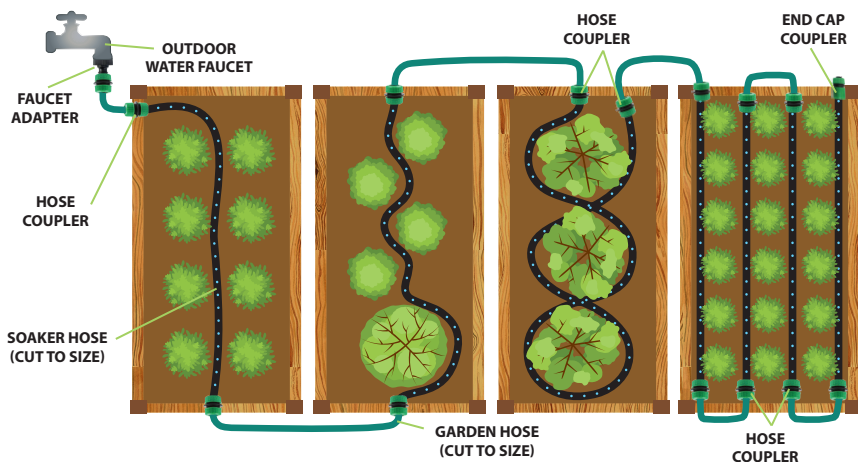 OUTDOOR
WATER FAUCET
FAUCET
ADAPTER
HOSE
COUPLER
SOAKER HOSE
(CUT TO SIZE)
GARDEN HOSE
(CUT TO SIZE)
HOSE
COUPLER
END CAP
COUPLER
HOSE
COUPLER